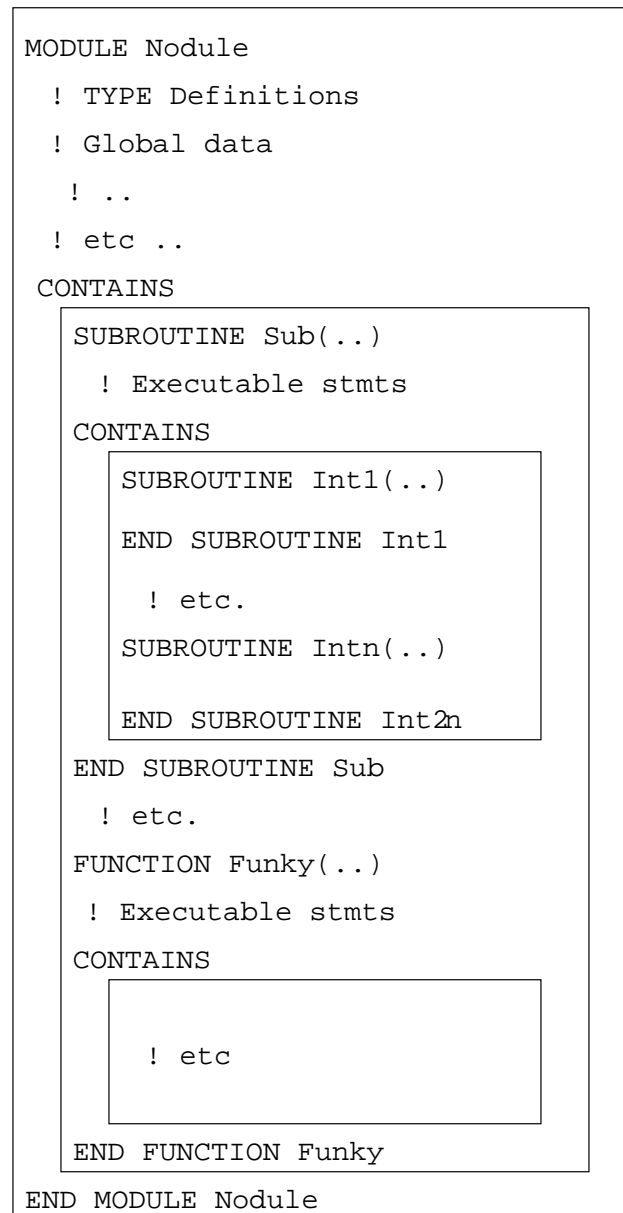 MODULE Nodule
! TYPE Definitions
! Global data
! ..
! etc ..
CONTAINS
SUBROUTINE Sub(..)
! Executable stmts
CONTAINS
SUBROUTINE Int1(..)
END SUBROUTINE Int1
! etc.
SUBROUTINE Intn(..)
END SUBROUTINE Int2n
END SUBROUTINE Sub
! etc.
FUNCTION Funky(..)
! Executable stmts
CONTAINS
! etc
END FUNCTION Funky
END MODULE Nodule